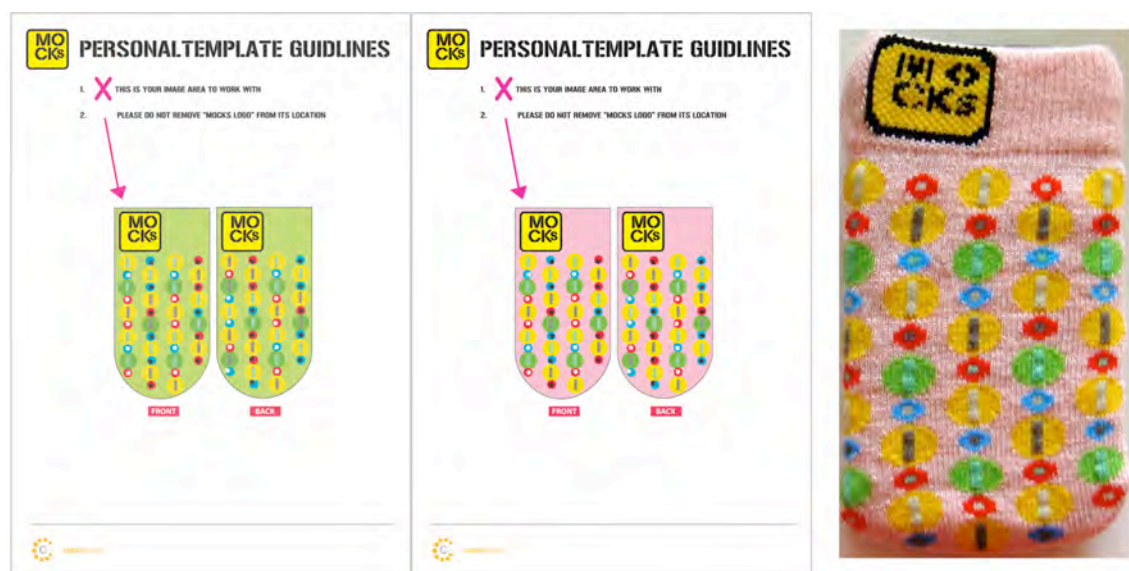 MO
CKs
PERSONALTEMPLATE GUIDLINES
1. X THIS IS YOUR IMAGE AREA TO WORK WITH
2. PLEASE DO NOT REMOVE "MOCKS LOGO" FROM ITS LOCATION
MO
CKs
MO
CKs
FRONT
BACK
MO
CKs
PERSONALTEMPLATE GUIDLINES
1. X THIS IS YOUR IMAGE AREA TO WORK WITH
2. PLEASE DO NOT REMOVE "MOCKS LOGO" FROM ITS LOCATION
MO
CKs
MO
CKs
FRONT
BACK
MO
CKs